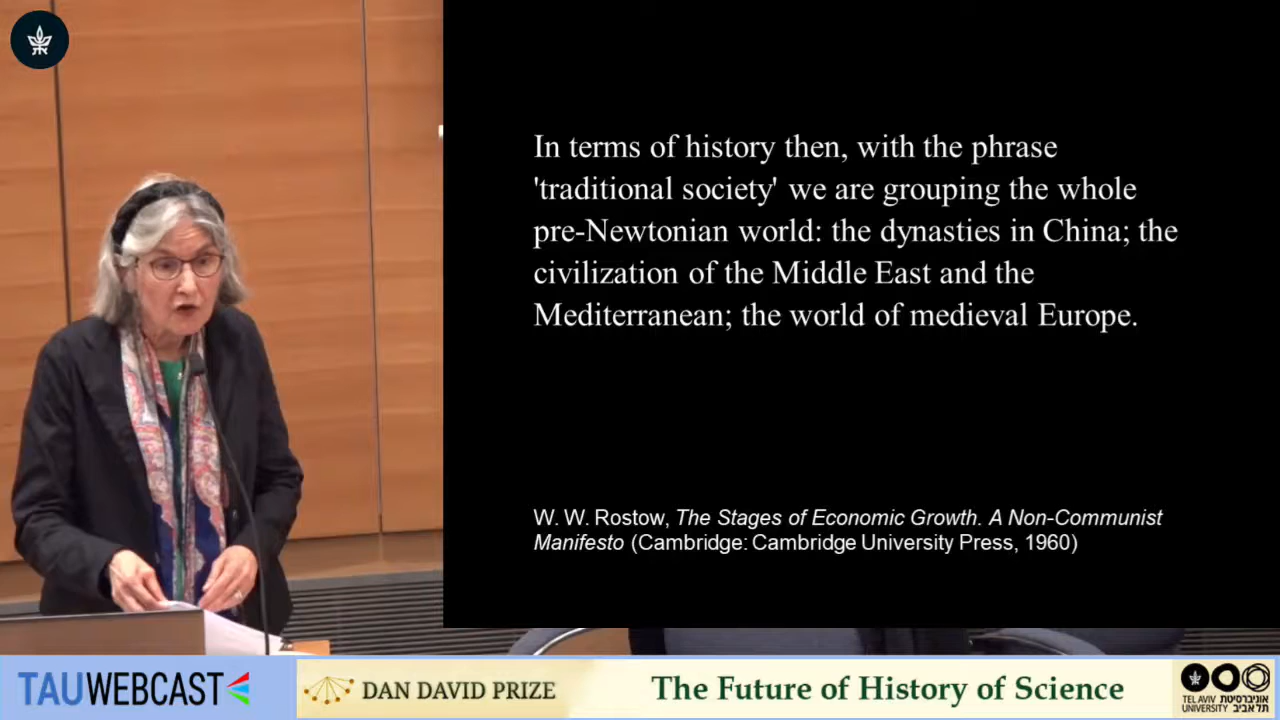 In terms of history then, with the phrase
'traditional society' we are grouping the whole
pre-Newtonian world: the dynasties in China; the
civilization of the Middle East and the
Mediterranean; the world of medieval Europe.
W. W. Rostow, The Stages of Economic Growth. A Non-Communist
Manifesto (Cambridge: Cambridge University Press, 1960)
TAUWEBCAST
DAN DAVID PRIZE
The Future of History of Science
TEL AVIV אוניברסיטת
UNIVERSITY תל אביב